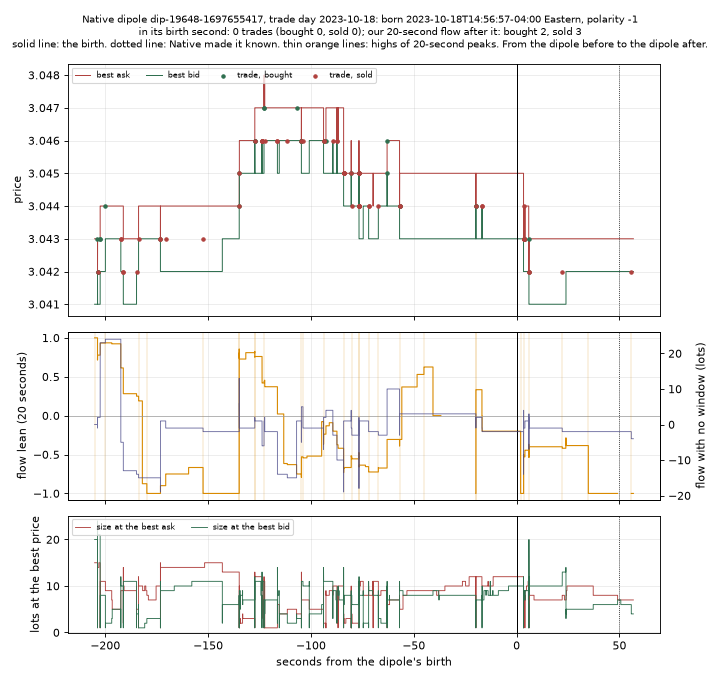 Native dipole dip-19648-1697655417, trade day 2023-10-18: born 2023-10-18T14:56:57-04:00 Eastern, polarity -1
in its birth second: 0 trades (bought 0, sold 0); our 20-second flow after it: bought 2, sold 3
solid line: the birth. dotted line: Native made it known. thin orange lines: highs of 20-second peaks. From the dipole before to the dipole after.
best ask
best bid
trade, bought
trade, sold
3.048
3.047
3.046
3.045
3.044
3.043
3.042
3.041
price
1.0
0.5
0.0
−0.5
−1.0
flow lean (20 seconds)
20
10
0
−10
−20
flow with no window (lots)
size at the best ask
size at the best bid
20
10
0
lots at the best price
−200
−150
−100
−50
0
50
seconds from the dipole's birth